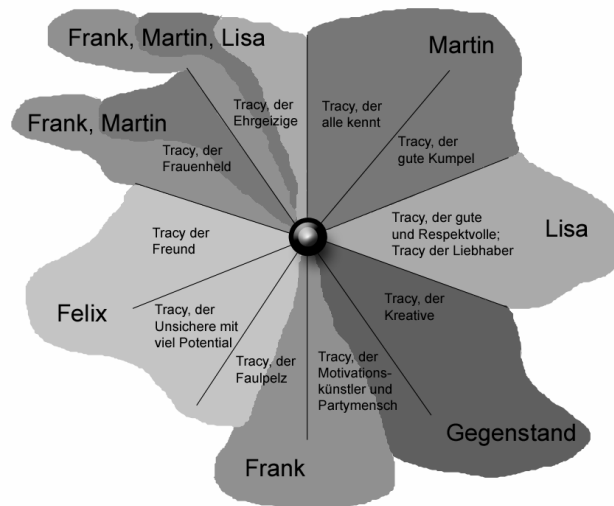 Frank, Martin, Lisa
Martin
Tracy, der
Ehrgeizige
Tracy, der
alle kennt
Frank, Martin
Tracy, der
Frauenheld
Tracy, der
gute Kumpel
Tracy der
Freund
Tracy, der gute
und Respektvolle;
Tracy der Liebhaber
Lisa
Felix
Tracy, der
Unsichere mit
viel Potential
Tracy, der
Kreative
Tracy, der
Faulpelz
Tracy, der
Motivations-
künstler und
Partymensch
Gegenstand
Frank